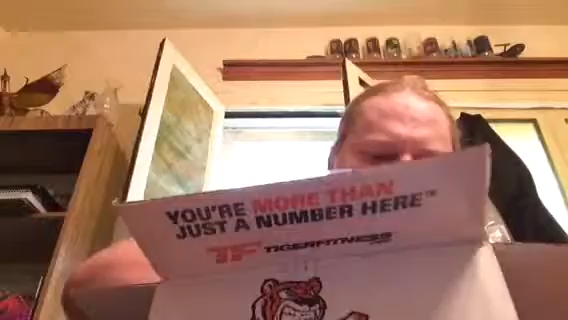 YOU'RE MORE THAN
JUST A NUMBER HERE™
TF TIGERFITNESS